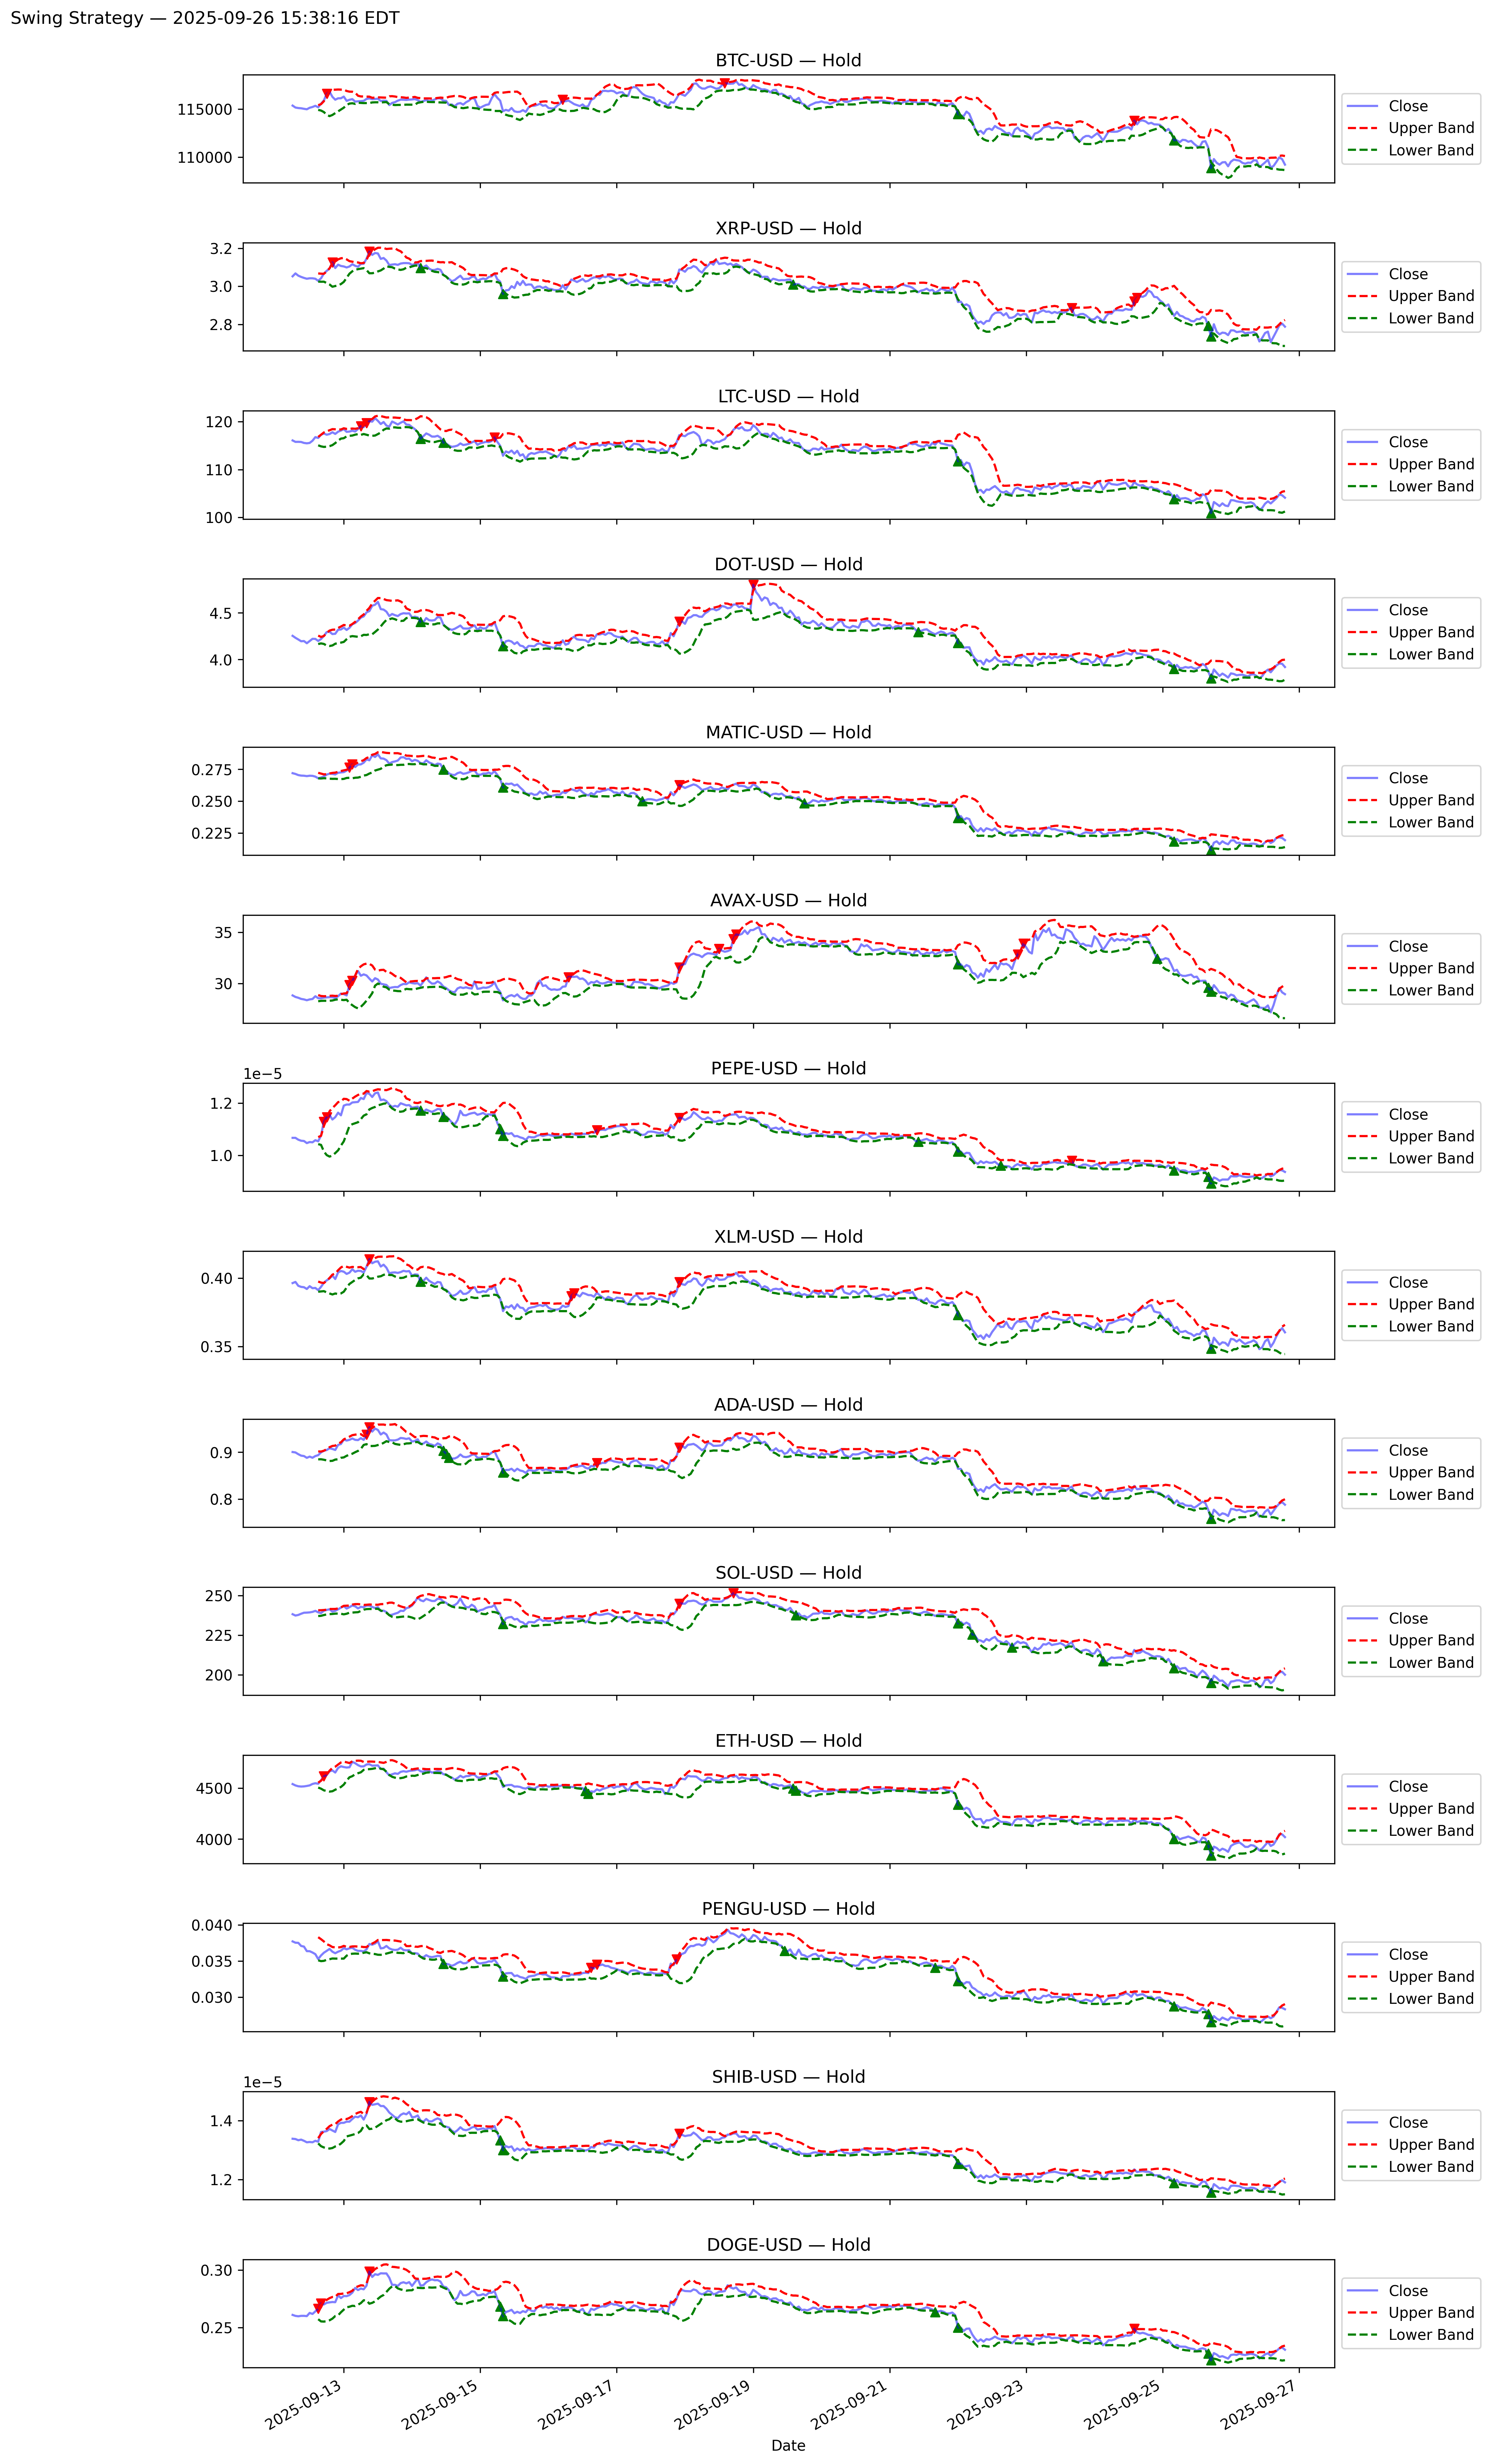 Swing Strategy — 2025-09-26 15:38:16 EDT
BTC-USD — Hold
115000
110000
Close
Upper Band
Lower Band
XRP-USD — Hold
3.2
3.0
2.8
Close
Upper Band
Lower Band
LTC-USD — Hold
120
110
100
Close
Upper Band
Lower Band
DOT-USD — Hold
4.5
4.0
Close
Upper Band
Lower Band
MATIC-USD — Hold
0.275
0.250
0.225
Close
Upper Band
Lower Band
AVAX-USD — Hold
35
30
Close
Upper Band
Lower Band
PEPE-USD — Hold
1e−5
1.2
1.0
Close
Upper Band
Lower Band
XLM-USD — Hold
0.40
0.35
Close
Upper Band
Lower Band
ADA-USD — Hold
0.9
0.8
Close
Upper Band
Lower Band
SOL-USD — Hold
250
225
200
Close
Upper Band
Lower Band
ETH-USD — Hold
4500
4000
Close
Upper Band
Lower Band
PENGU-USD — Hold
0.040
0.035
0.030
Close
Upper Band
Lower Band
SHIB-USD — Hold
1e−5
1.4
1.2
Close
Upper Band
Lower Band
DOGE-USD — Hold
0.30
0.25
Close
Upper Band
Lower Band
2025-09-13
2025-09-15
2025-09-17
2025-09-19
2025-09-21
2025-09-23
2025-09-25
2025-09-27
Date